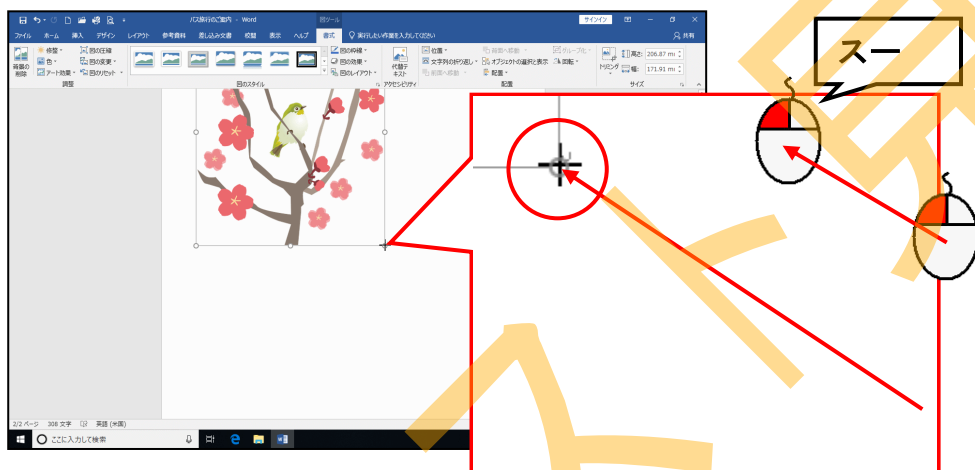 バス旅行のご案内 - Word
図ツール
サインイン
ファイル ホーム 挿入 デザイン レイアウト 参考資料 差し込み文書 校閲 表示 ヘルプ 書式 実行したい作業を入力してください 共有
背景の削除
修整
色
アート効果
図の圧縮
図の変更
図のリセット
調整
図のスタイル
図の枠線
図の効果
図のレイアウト
代替テキスト
アクセシビリティ
位置
文字列の折り返し
前面へ移動
背面へ移動
オブジェクトの選択と表示
配置
グループ化
回転
配置
トリミング
高さ: 206.87 mm
幅: 171.91 mm
サイズ
スー
2/2 ページ 308 文字 英語 (米国)
ここに入力して検索